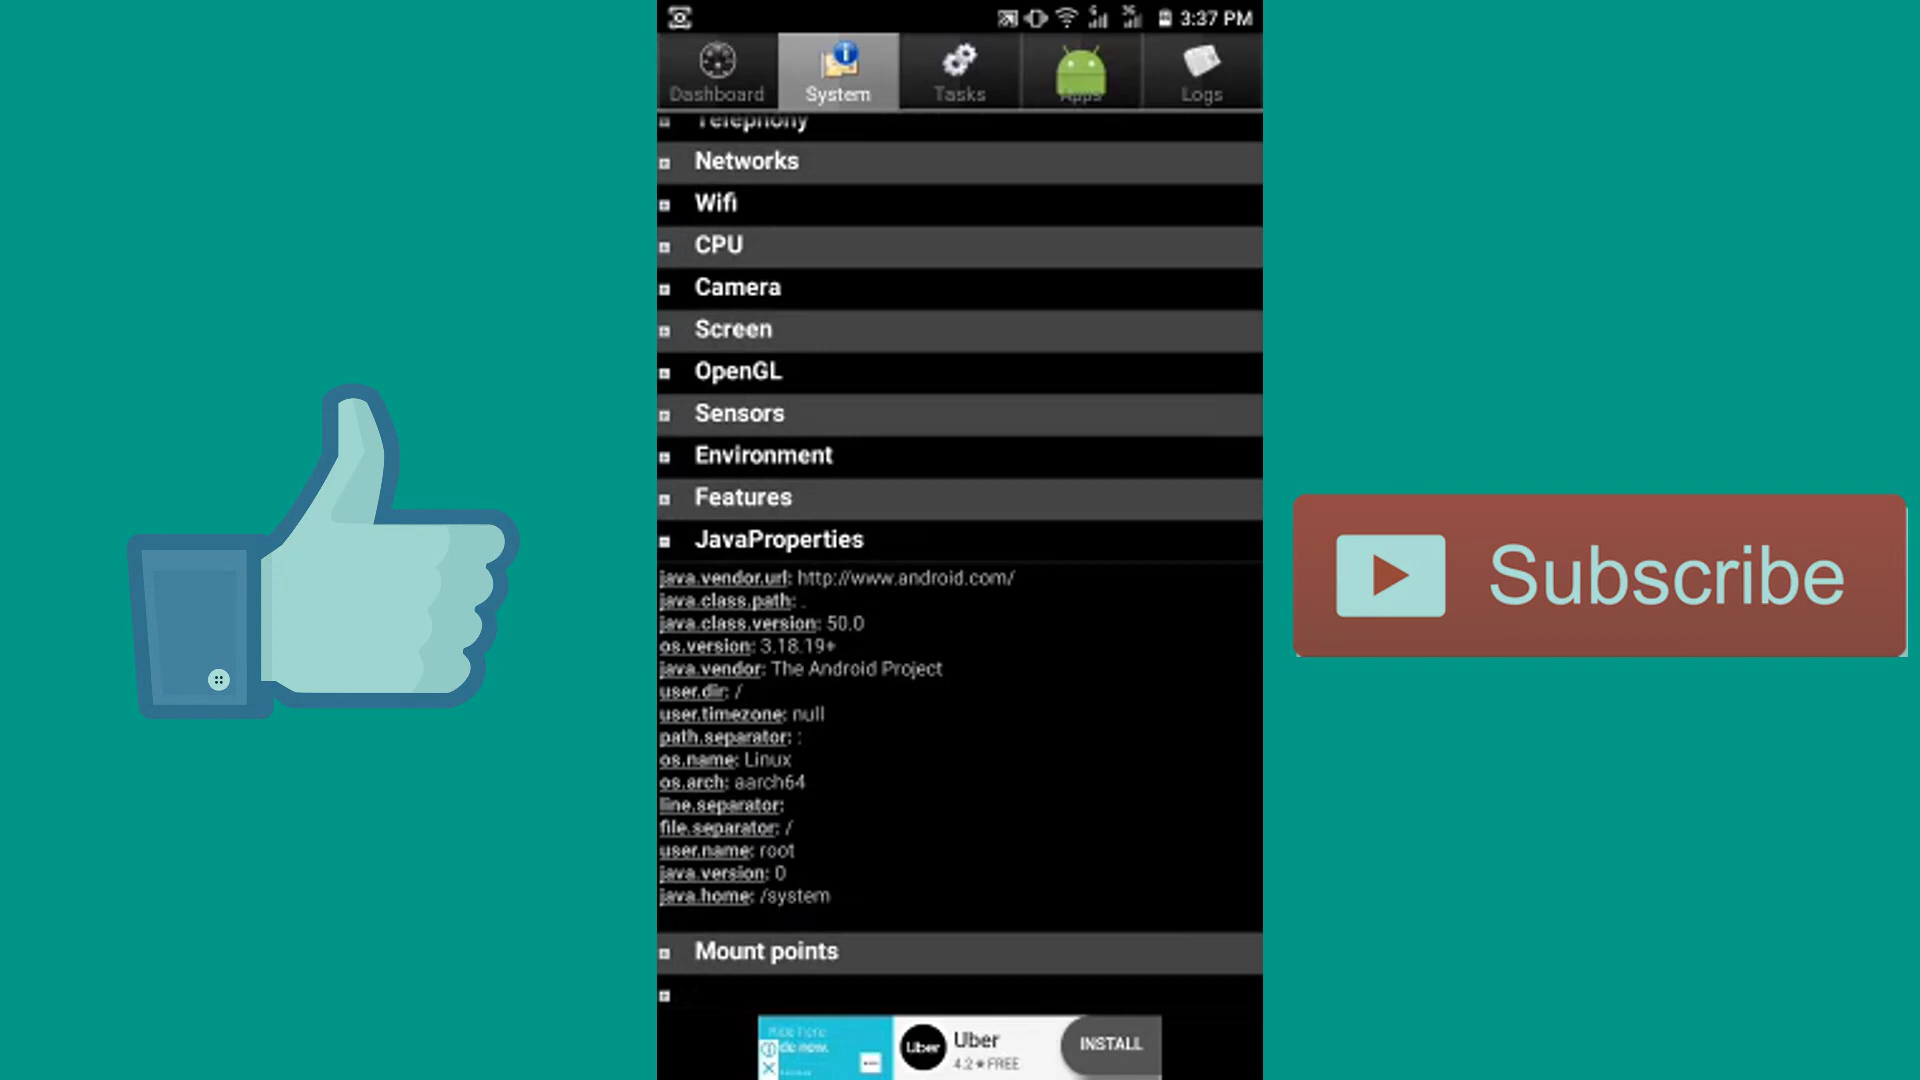 3G
3:37 PM
Dashboard
System
Tasks
Apps
Logs
Telephony
Networks
Wifi
CPU
Camera
Screen
OpenGL
Sensors
Environment
Features
JavaProperties
java.vendor.url: http://www.android.com/
java.class.path: .
java.class.version: 50.0
os.version: 3.18.19+
java.vendor: The Android Project
user.dir: /
user.timezone: null
path.separator: :
os.name: Linux
os.arch: aarch64
line.separator:
file.separator: /
user.name: root
java.version: 0
java.home: /system
Mount points
Uber
Uber
4.2★FREE
INSTALL
Subscribe